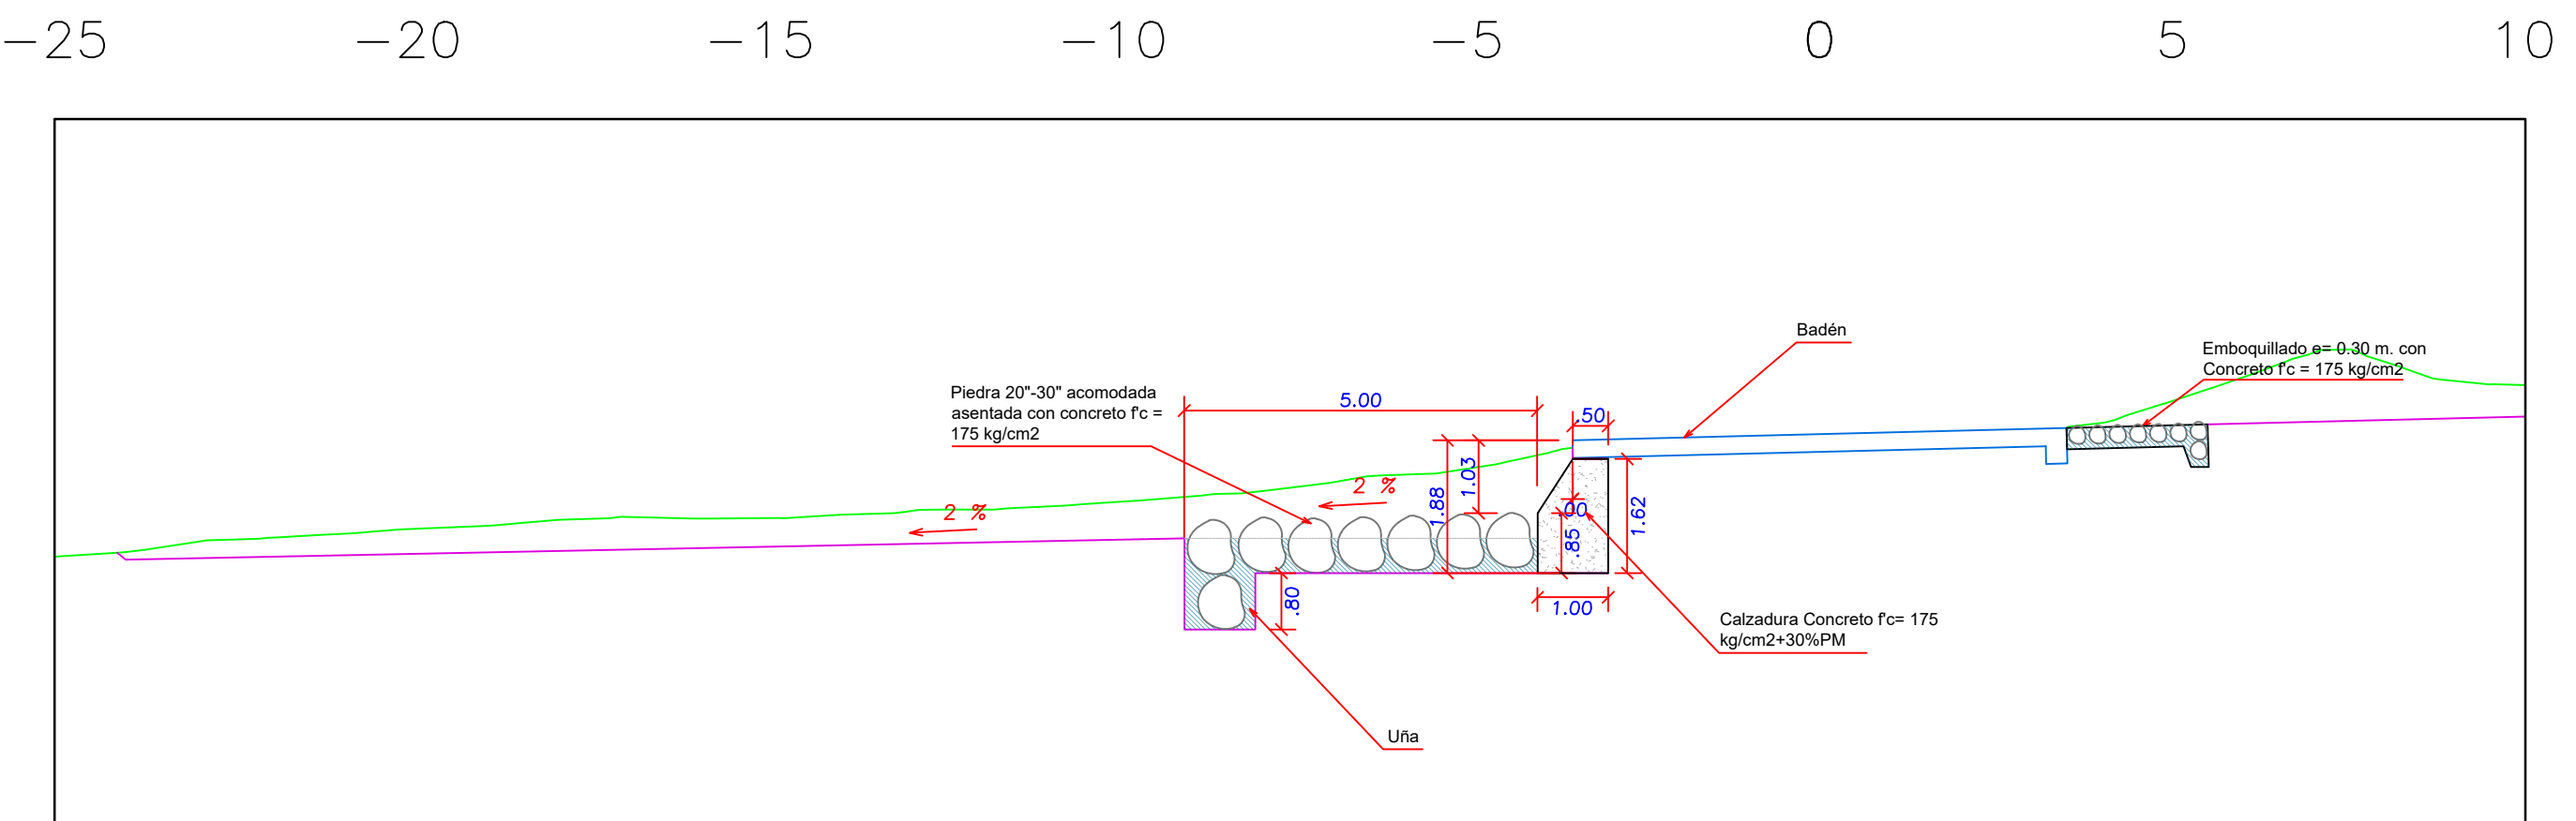 -25 -20 -15 -10 -5 0 5 10
Badén
Emboquillado e= 0.30 m. con
Concreto f'c = 175 kg/cm2
Piedra 20"-30" acomodada
asentada con concreto f'c =
175 kg/cm2
5.00
.50
1.03
1.88
2 %
2 %
.00
1.62
.85
.80
1.00
Calzadura Concreto f'c= 175
kg/cm2+30%PM
Uña